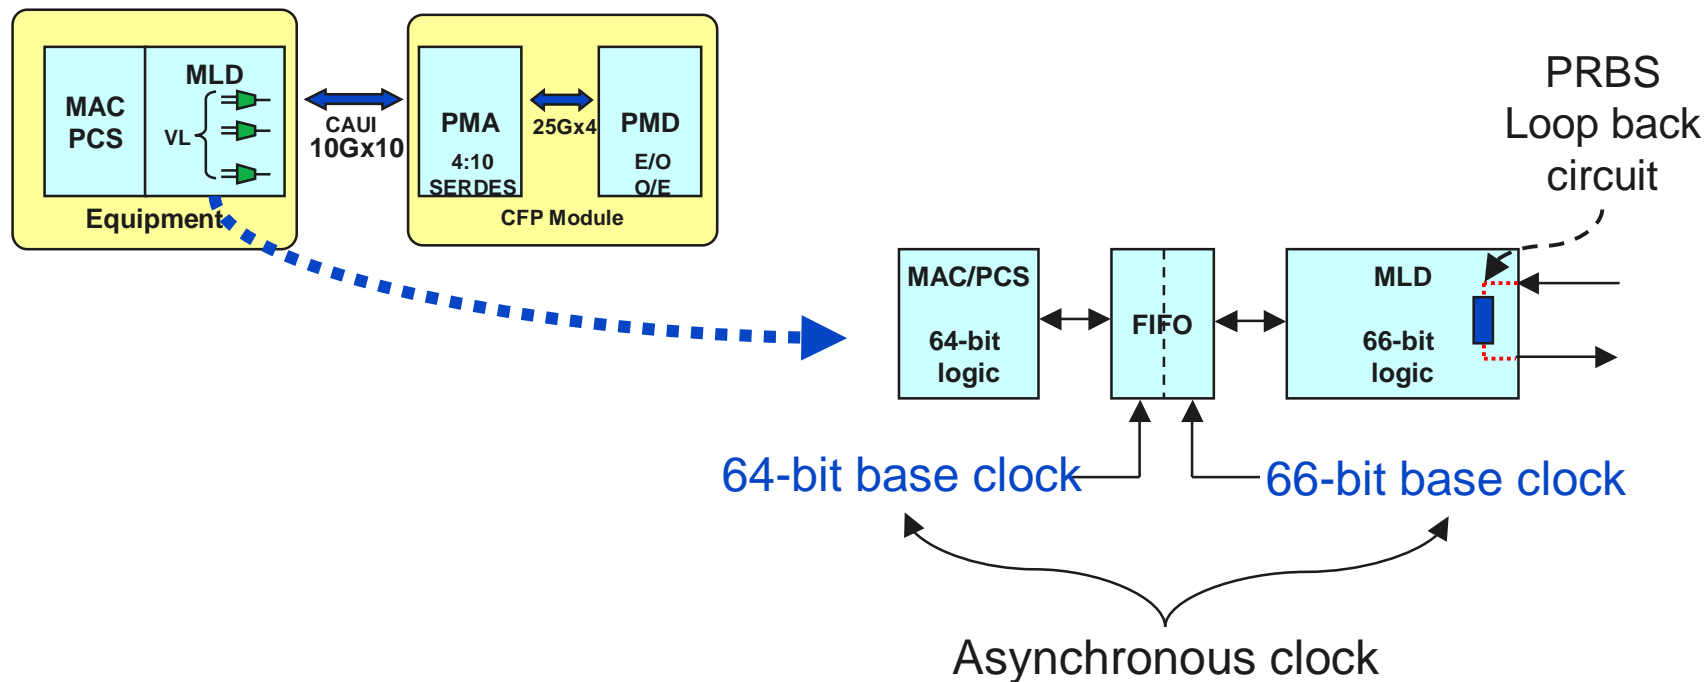 MAC
PCS
MLD
VL
Equipment
CAUI
10Gx10
PMA
4:10
SERDES
25Gx4
PMD
E/O
O/E
CFP Module
PRBS
Loop back
circuit
MAC/PCS
64-bit
logic
FIFO
MLD
66-bit
logic
64-bit base clock
66-bit base clock
Asynchronous clock